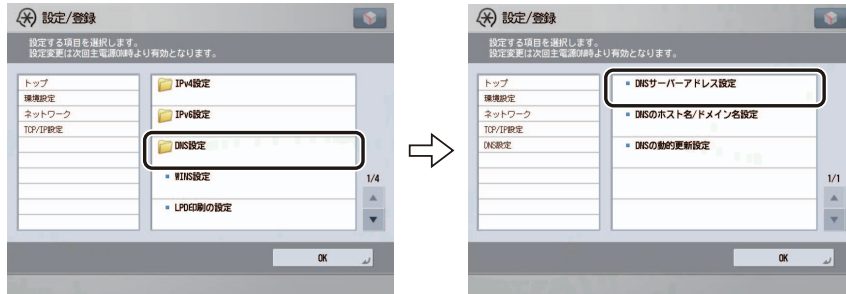 設定/登録
設定する項目を選択します。
設定変更は次回主電源ON時より有効となります。
トップ
環境設定
ネットワーク
TCP/IP設定
IPv4設定
IPv6設定
DNS設定
WINS設定
LPD印刷の設定
1/4
OK
設定/登録
設定する項目を選択します。
設定変更は次回主電源ON時より有効となります。
トップ
環境設定
ネットワーク
TCP/IP設定
DNS設定
DNSサーバーアドレス設定
DNSのホスト名/ドメイン名設定
DNSの動的更新設定
1/1
OK